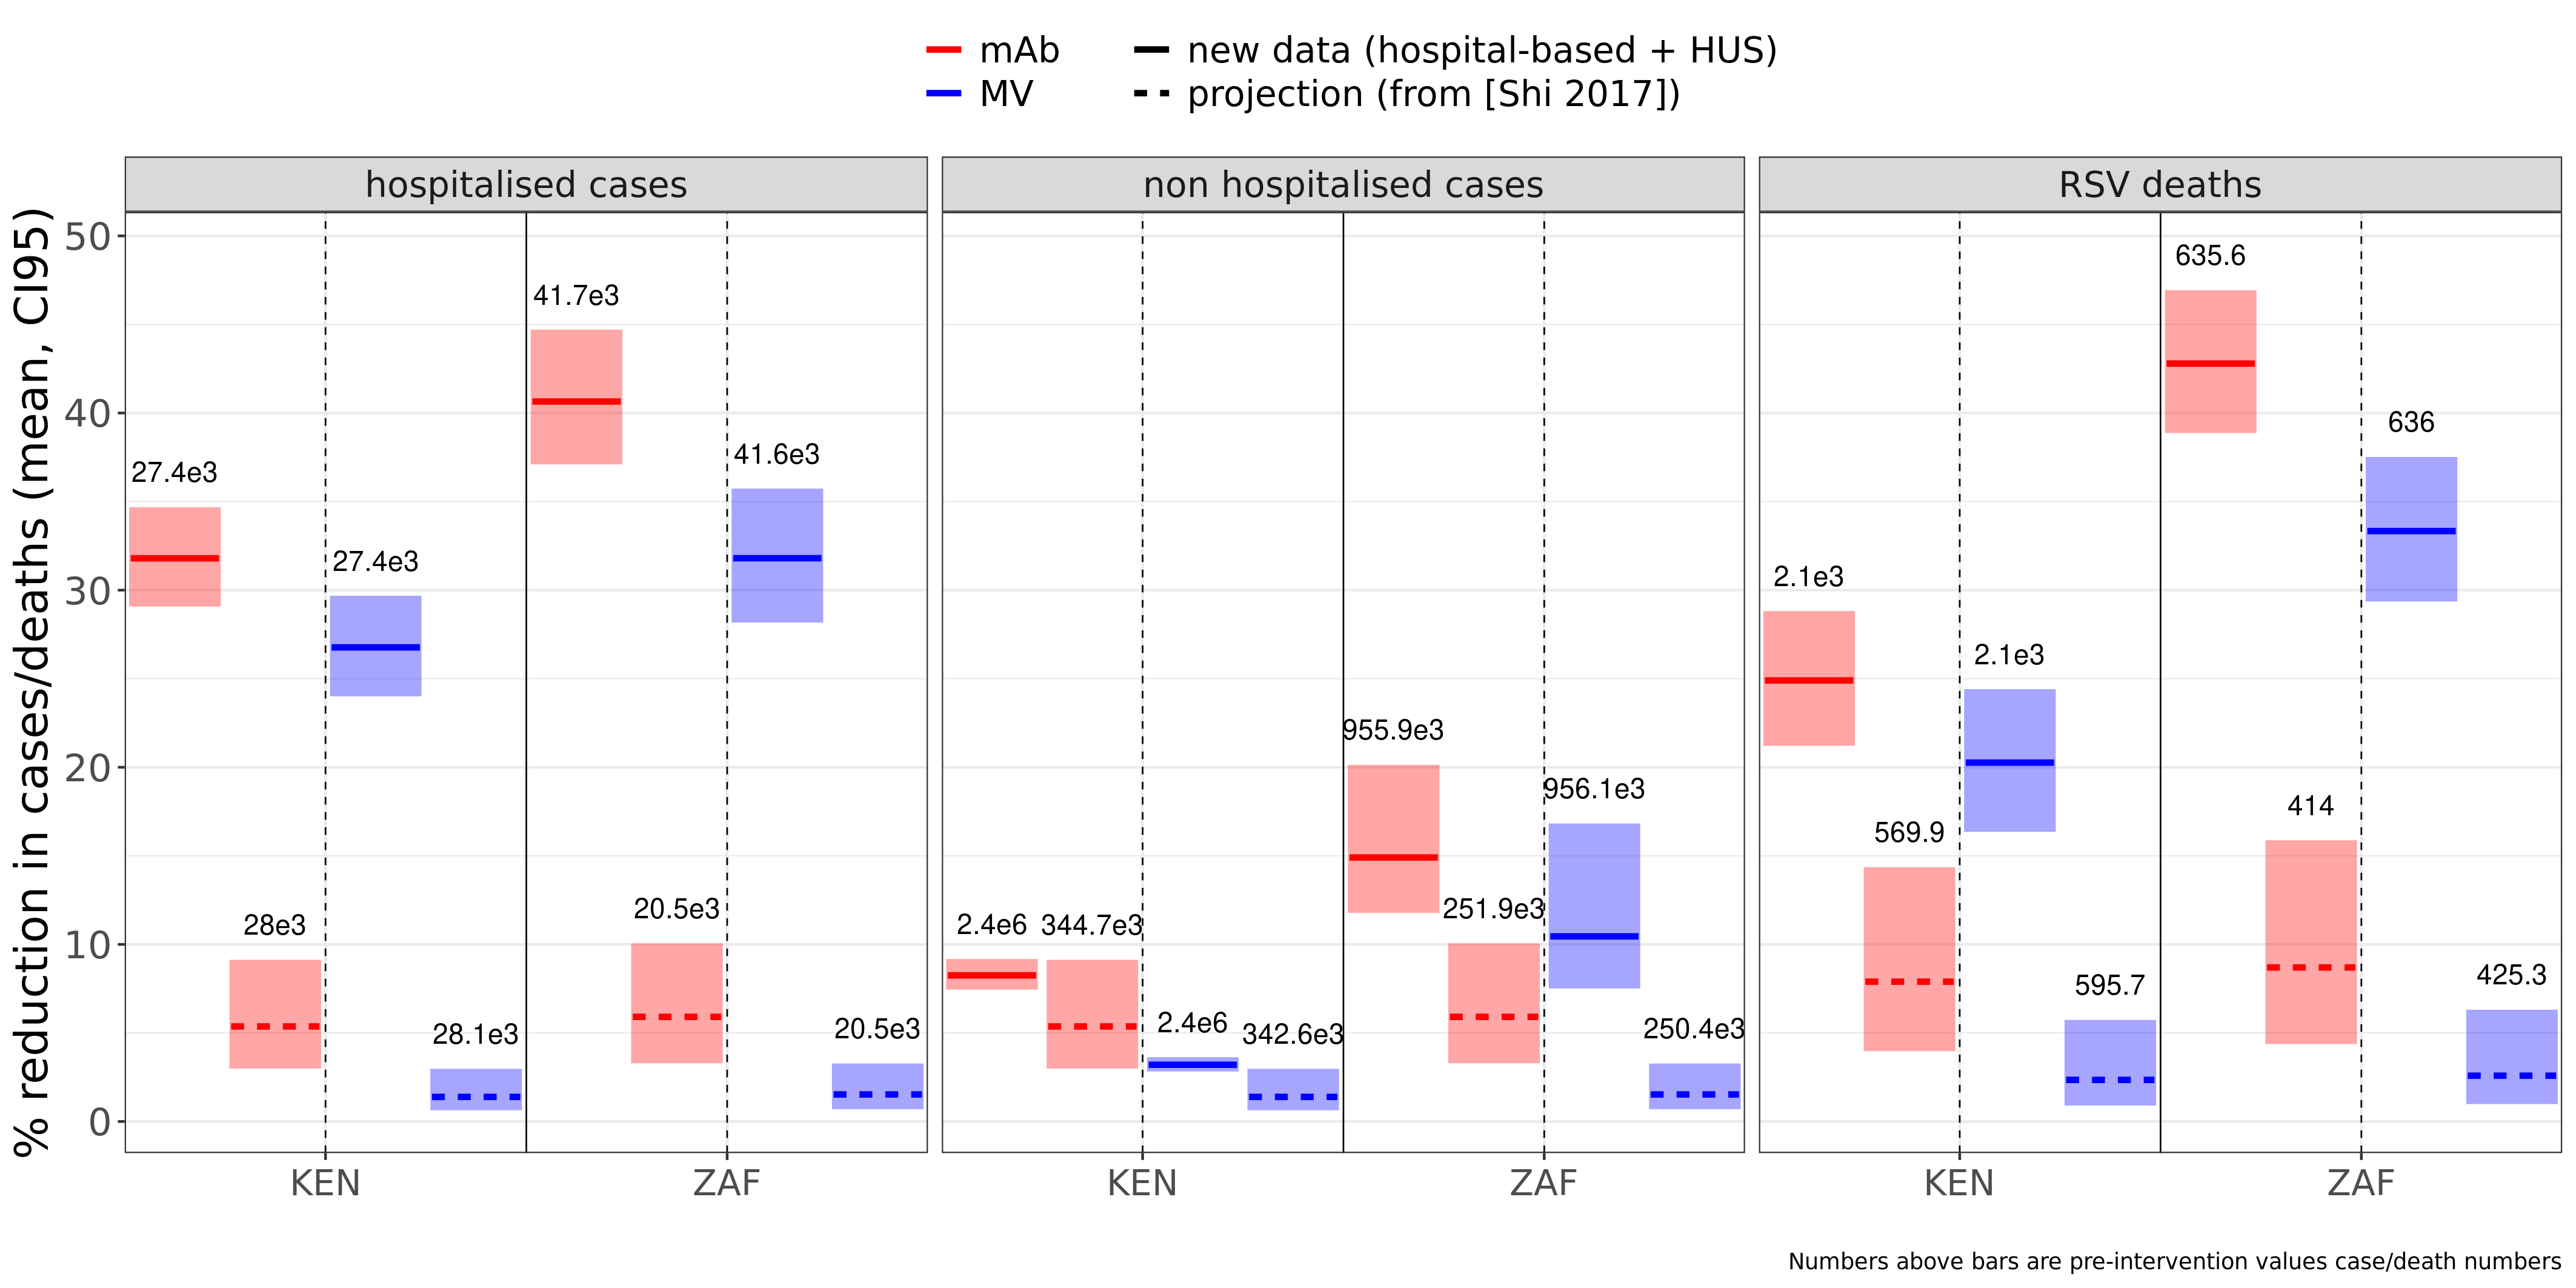 mAb
MV
new data (hospital-based + HUS)
projection (from [Shi 2017])
% reduction in cases/deaths (mean, CI95)
50
40
30
20
10
0
hospitalised cases
27.4e3
28e3
27.4e3
28.1e3
41.7e3
20.5e3
41.6e3
20.5e3
KEN
ZAF
non hospitalised cases
2.4e6
344.7e3
2.4e6
342.6e3
955.9e3
251.9e3
956.1e3
250.4e3
KEN
ZAF
RSV deaths
2.1e3
569.9
2.1e3
595.7
635.6
414
636
425.3
KEN
ZAF
Numbers above bars are pre-intervention values case/death numbers